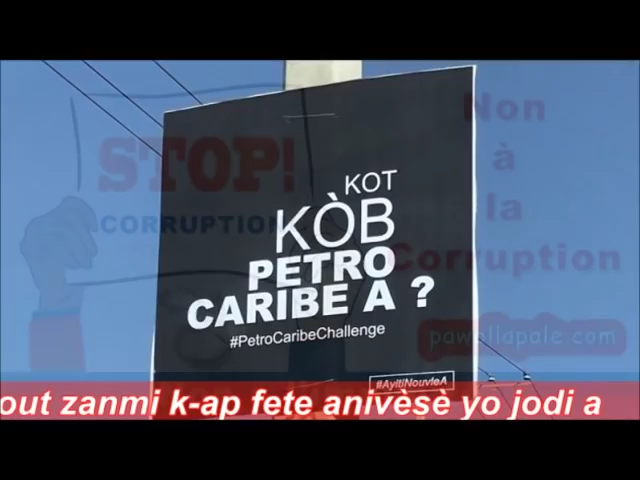 STOP!
CORRUPTION
Non
à
la
Corruption
KOT
KÒB
PETRO
CARIBE A ?
#PetroCaribeChallenge
#AyitiNouvleA
pawollapale.com
out zanmi k-ap fete anivèsè yo jodi a